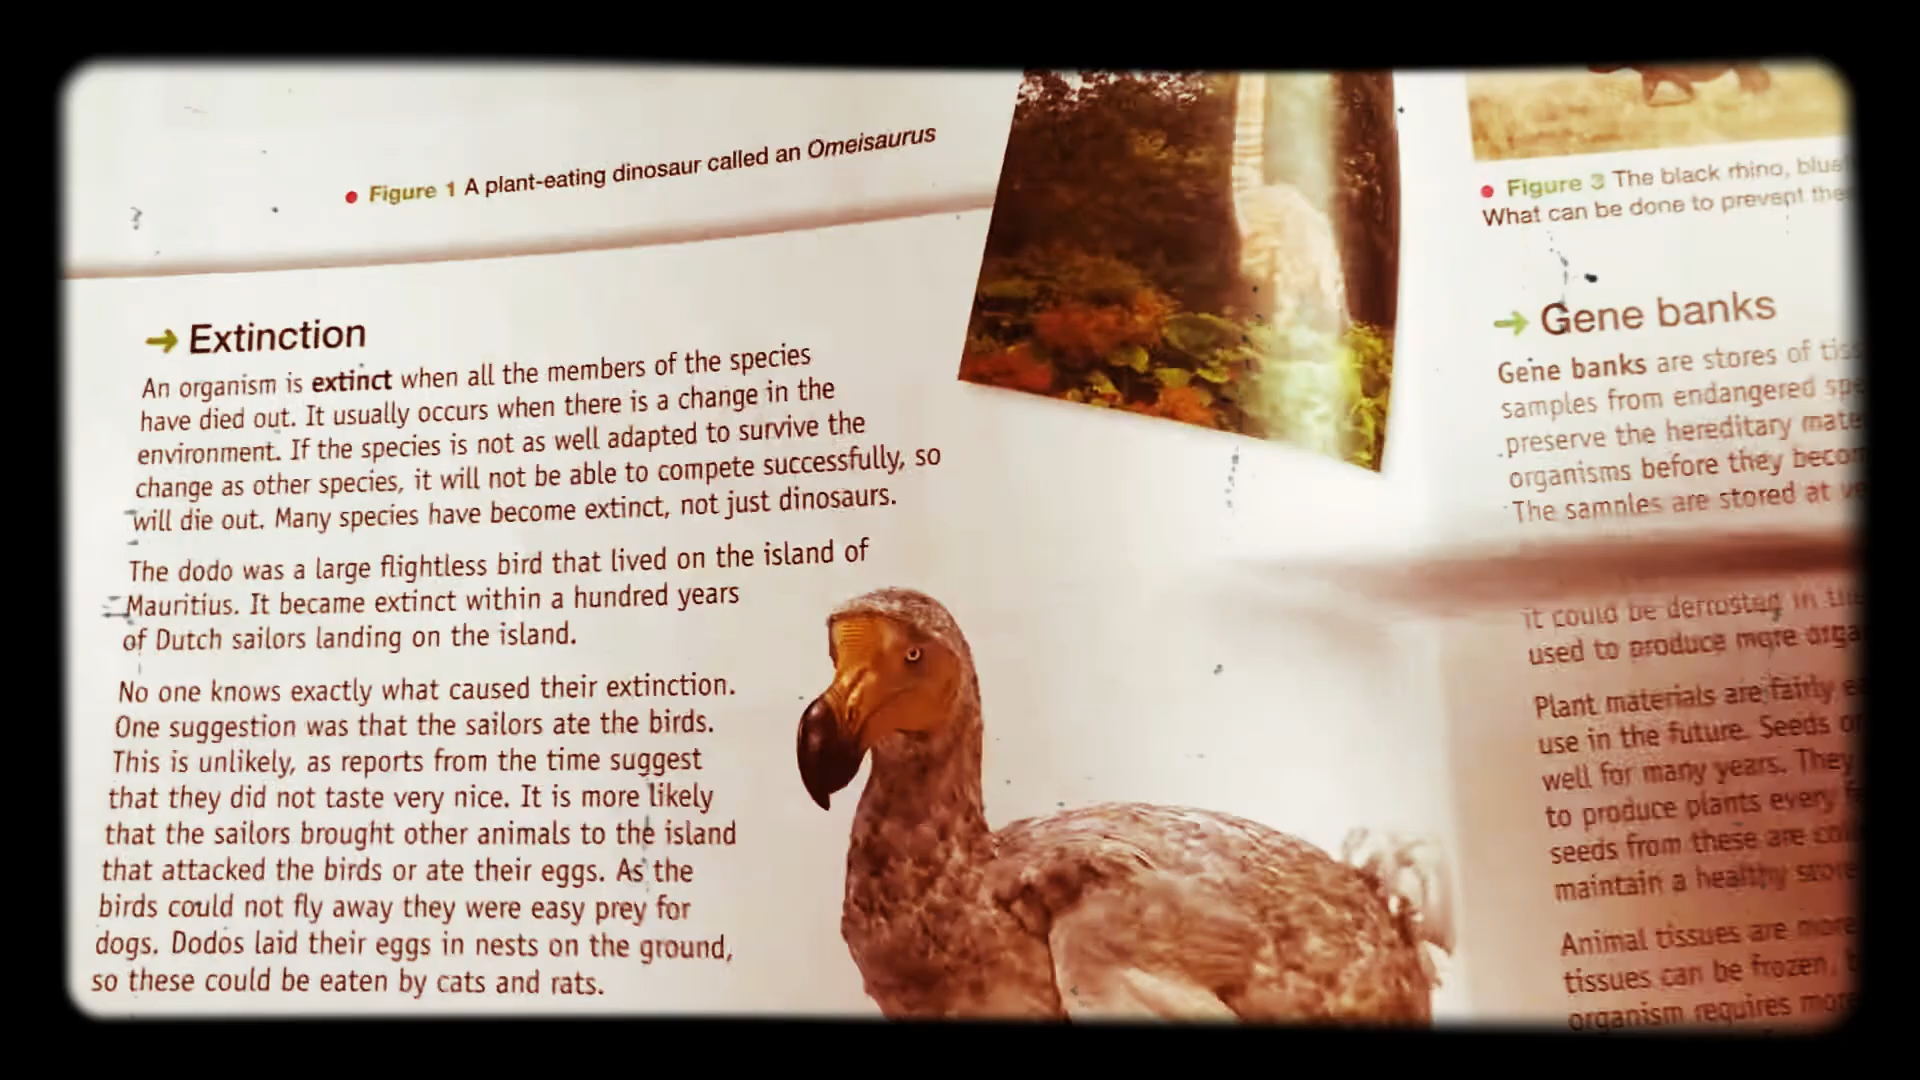 Figure 1 A plant-eating dinosaur called an Omeisaurus
Extinction
An organism is extinct when all the members of the species
have died out. It usually occurs when there is a change in the
environment. If the species is not as well adapted to survive the
change as other species, it will not be able to compete successfully, so
will die out. Many species have become extinct, not just dinosaurs.
The dodo was a large flightless bird that lived on the island of
Mauritius. It became extinct within a hundred years
of Dutch sailors landing on the island.
No one knows exactly what caused their extinction.
One suggestion was that the sailors ate the birds.
This is unlikely, as reports from the time suggest
that they did not taste very nice. It is more likely
that the sailors brought other animals to the island
that attacked the birds or ate their eggs. As the
birds could not fly away they were easy prey for
dogs. Dodos laid their eggs in nests on the ground,
so these could be eaten by cats and rats.
Figure 3 The black rhino, blue
What can be done to prevent the
Gene banks
Gene banks are stores of
samples from endangered
preserve the hereditary
organisms before they
The samples are stored at
it could be defrosted in
used to produce more
Plant materials are fairly
use in the future. Seeds
well for many years. They
to produce plants every
seeds from these are
maintain a healthy
Animal tissues are more
tissues can be frozen,
organism requires